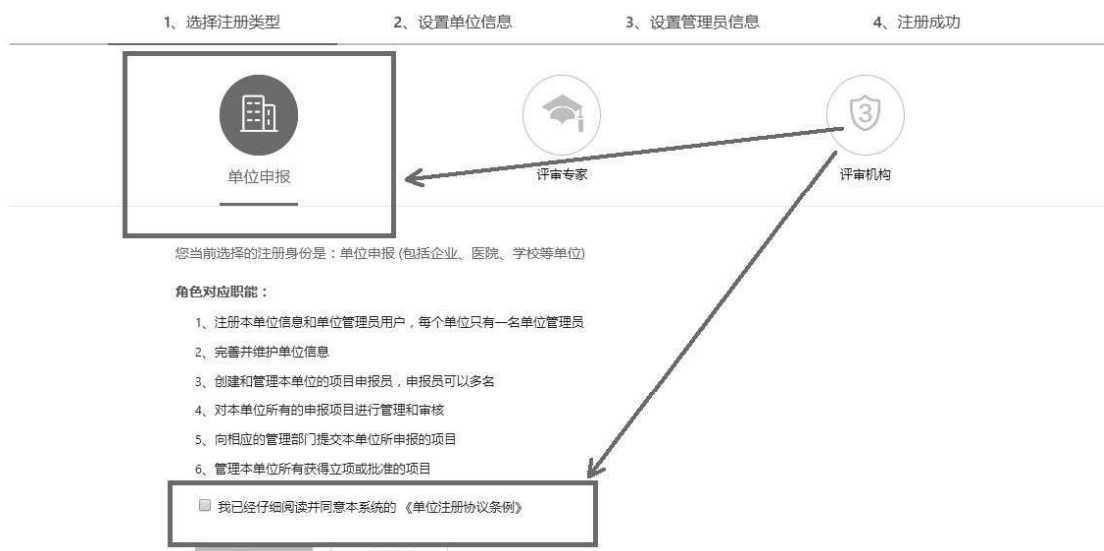 1、选择注册类型
2、设置单位信息
3、设置管理员信息
4、注册成功
3
单位申报
评审专家
评审机构
您当前选择的注册身份是：单位申报 (包括企业、医院、学校等单位)
角色对应职能：
1、注册本单位信息和单位管理员用户，每个单位只有一名单位管理员
2、完善并维护单位信息
3、创建和管理本单位的项目申报员，申报员可以多名
4、对本单位所有的申报项目进行管理和审核
5、向相应的管理部门提交本单位所申报的项目
6、管理本单位所有获得立项或批准的项目
我已经仔细阅读并同意本系统的 《单位注册协议条例》